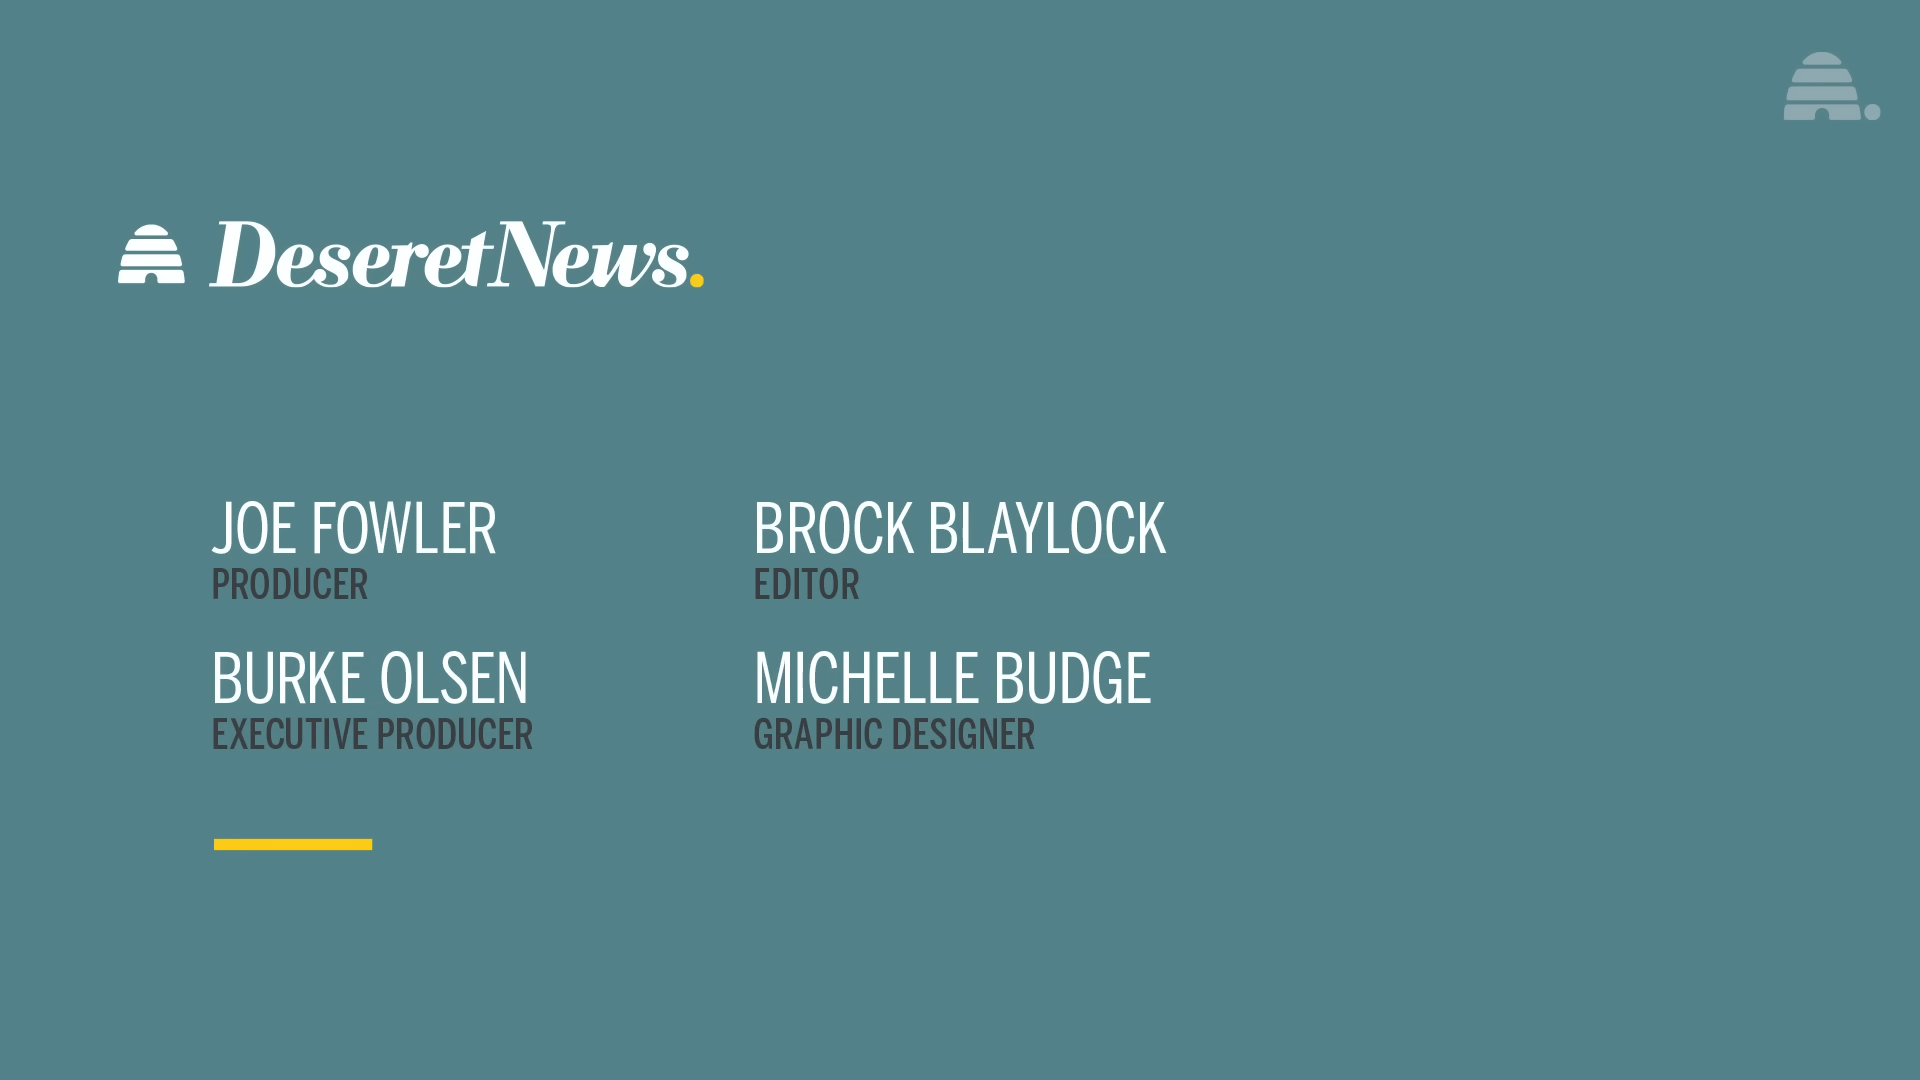 DeseretNews.
JOE FOWLER
PRODUCER
BROCK BLAYLOCK
EDITOR
BURKE OLSEN
EXECUTIVE PRODUCER
MICHELLE BUDGE
GRAPHIC DESIGNER